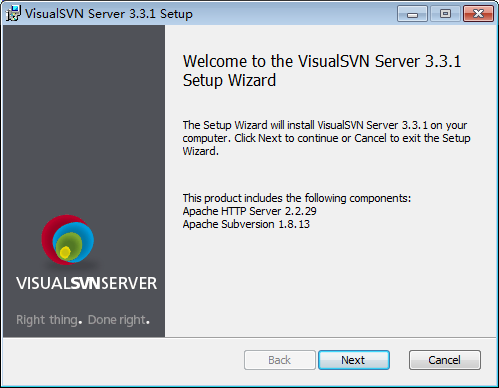 VisualSVN Server 3.3.1 Setup
Welcome to the VisualSVN Server 3.3.1
Setup Wizard
The Setup Wizard will install VisualSVN Server 3.3.1 on your
computer. Click Next to continue or Cancel to exit the Setup
Wizard.
This product includes the following components:
Apache HTTP Server 2.2.29
Apache Subversion 1.8.13
VISUALSVNSERVER
Right thing. Done right.
Back
Next
Cancel